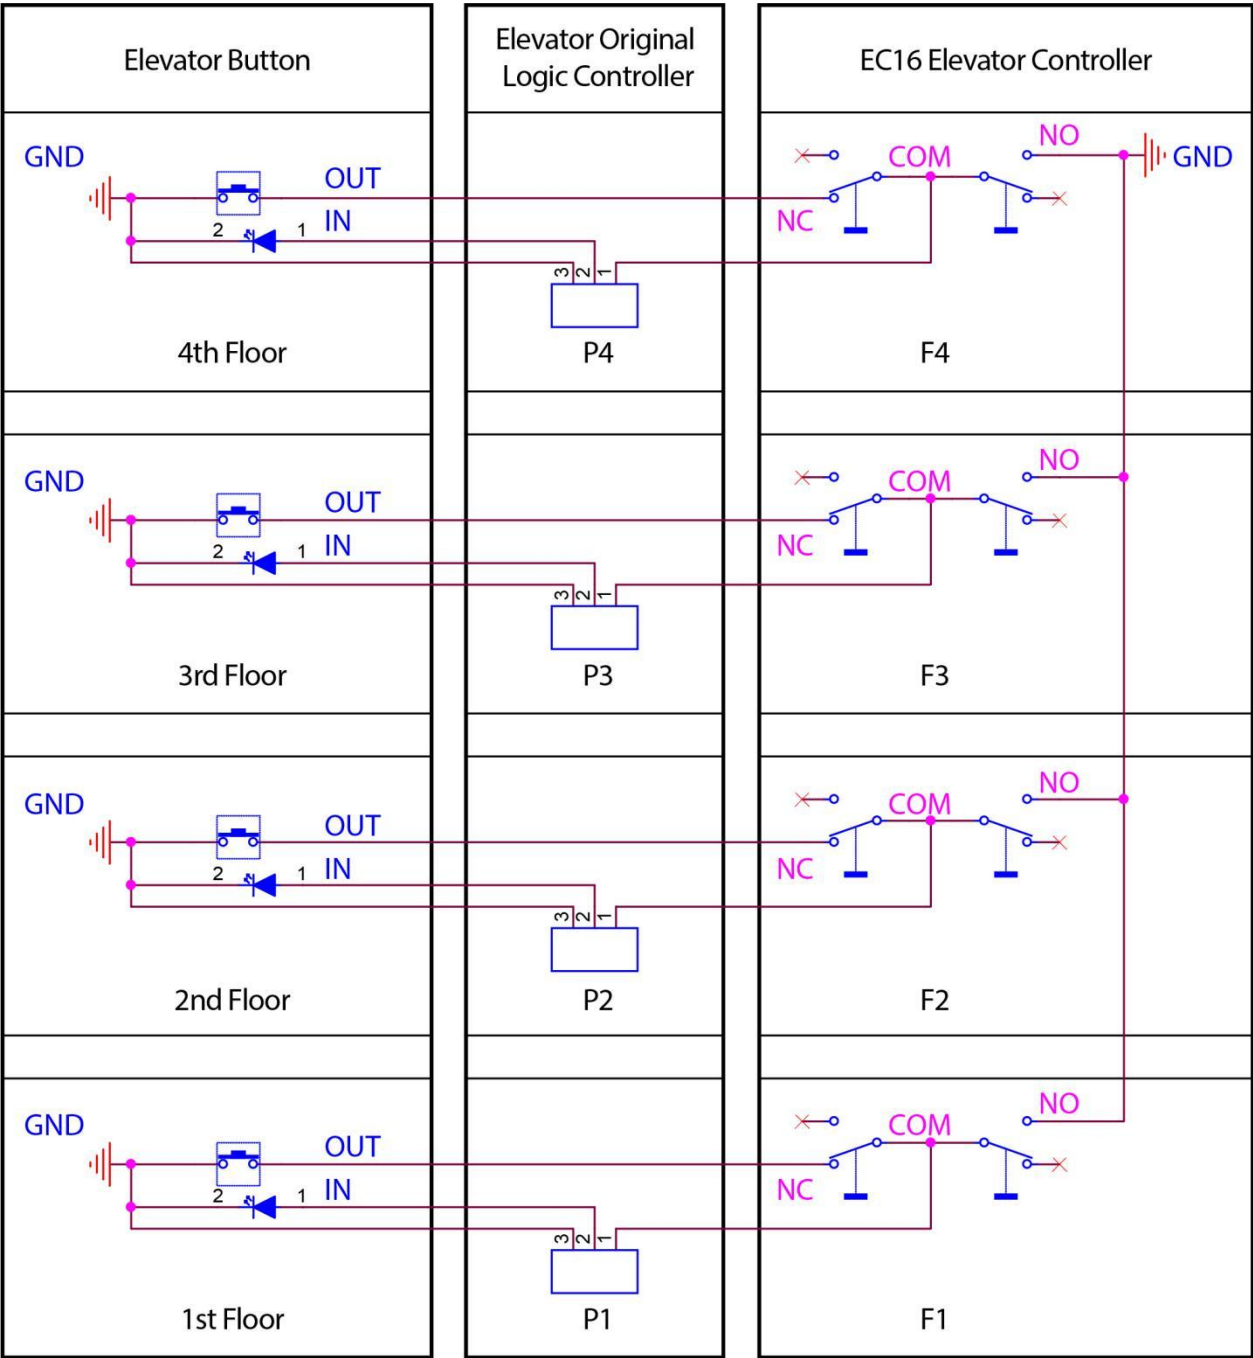 Elevator Button
Elevator Original
Logic Controller
EC16 Elevator Controller
GND
OUT
IN
2
1
3
2
1
NC
COM
NO
GND
4th Floor
P4
F4
GND
OUT
IN
2
1
3
2
1
NC
COM
NO
3rd Floor
P3
F3
GND
OUT
IN
2
1
3
2
1
NC
COM
NO
2nd Floor
P2
F2
GND
OUT
IN
2
1
3
2
1
NC
COM
NO
1st Floor
P1
F1